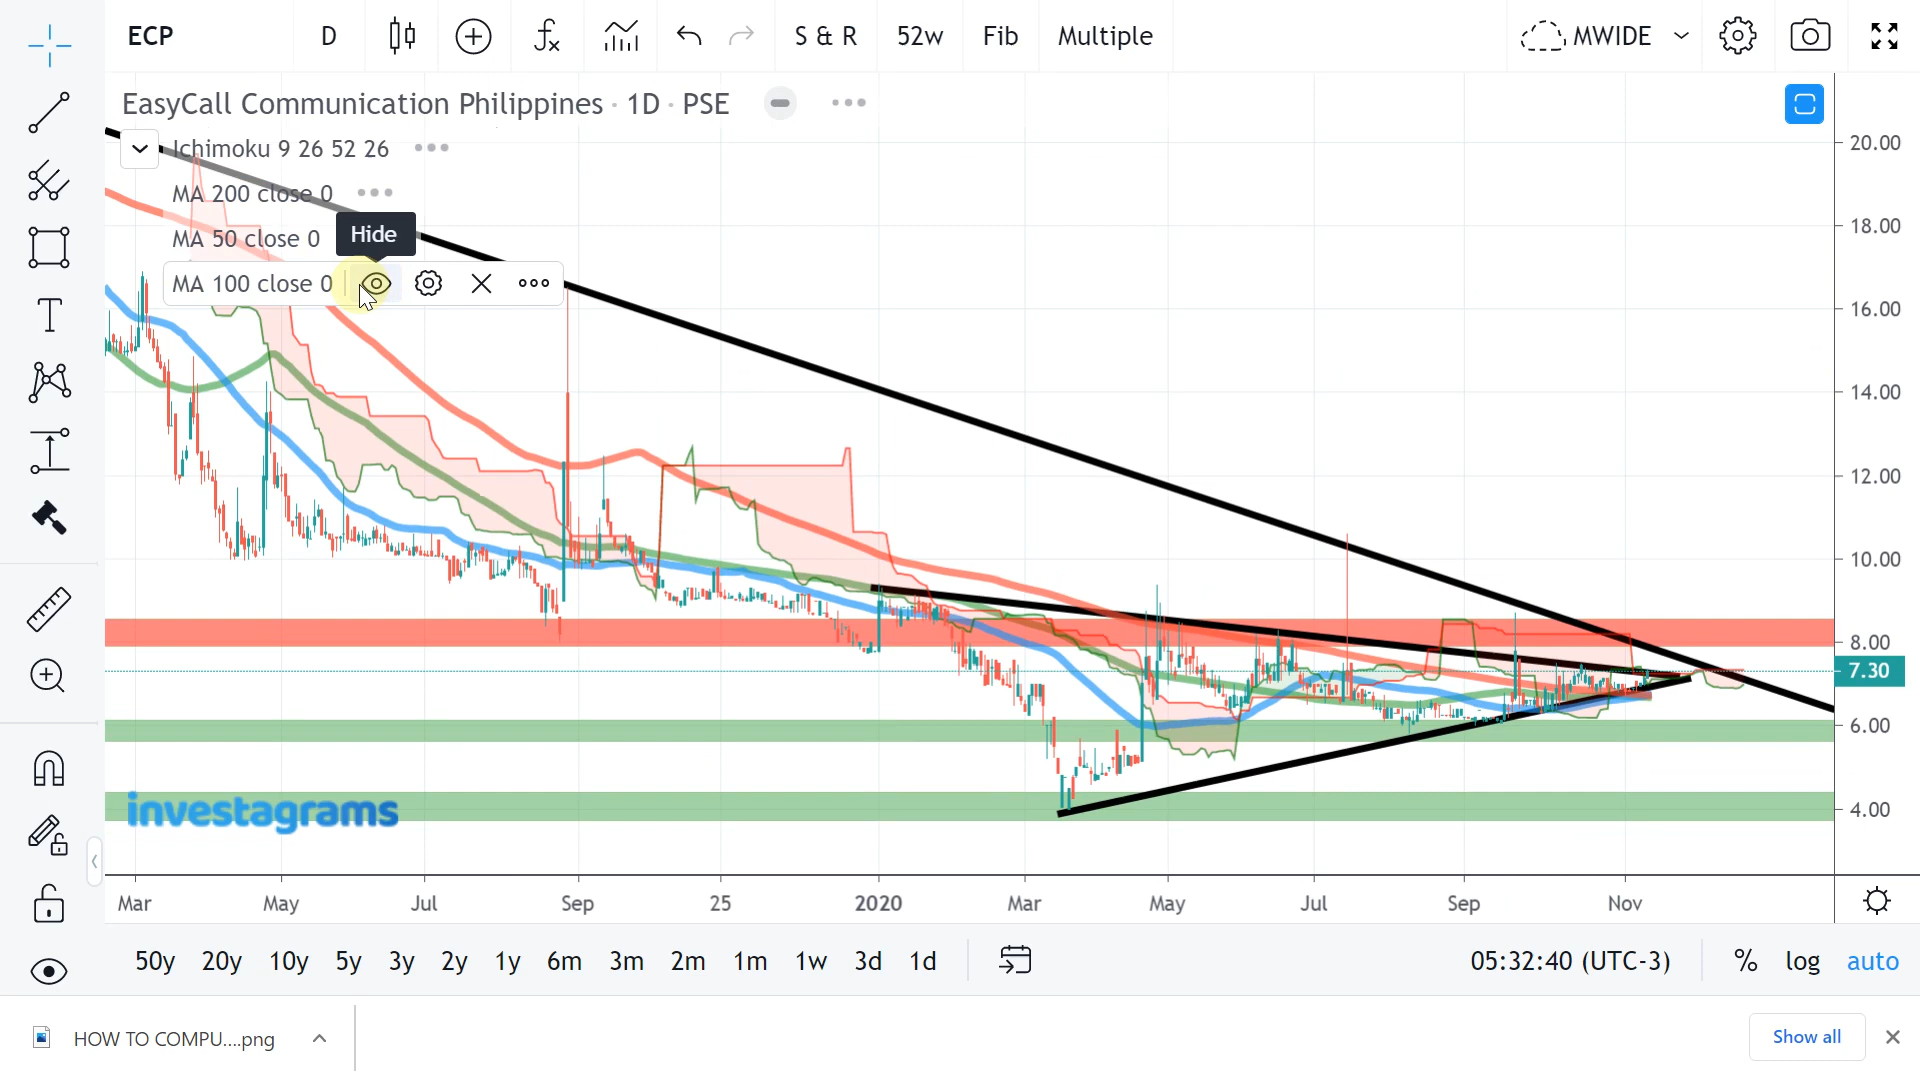 ECP D S & R 52w Fib Multiple MWIDE
EasyCall Communication Philippines · 1D · PSE
Ichimoku 9 26 52 26
MA 200 close 0
MA 50 close 0
Hide
MA 100 close 0
20.00
18.00
16.00
14.00
12.00
10.00
8.00
7.30
6.00
4.00
investagrams
Mar May Jul Sep 25 2020 Mar May Jul Sep Nov
50y 20y 10y 5y 3y 2y 1y 6m 3m 2m 1m 1w 3d 1d 05:32:40 (UTC-3) % log auto
HOW TO COMPU....png Show all